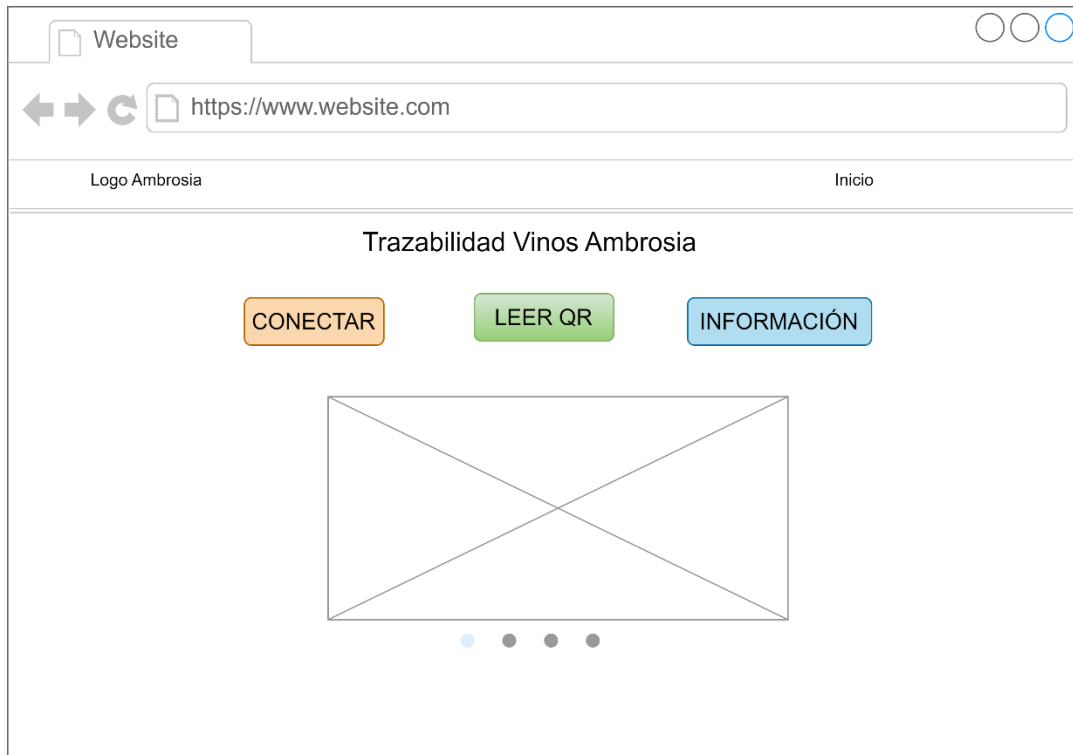 Website
https://www.website.com
Logo Ambrosia
Inicio
Trazabilidad Vinos Ambrosia
CONECTAR
LEER QR
INFORMACIÓN